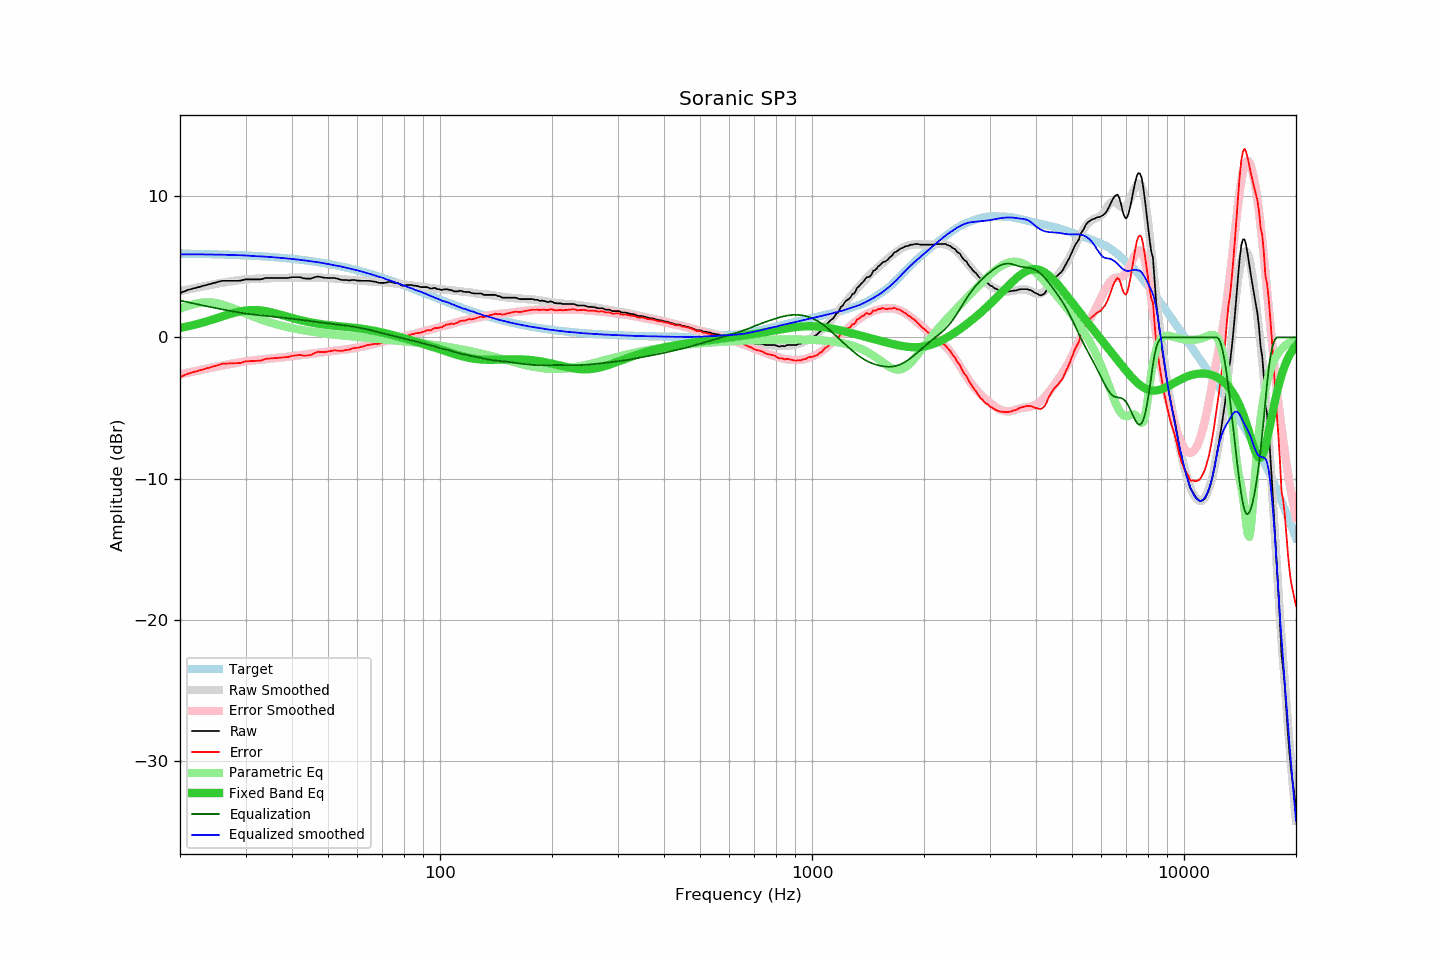 Soranic SP3
10
0
−10
−20
−30
Amplitude (dBr)
Target
Raw Smoothed
Error Smoothed
Raw
Error
Parametric Eq
Fixed Band Eq
Equalization
Equalized smoothed
100
1000
10000
Frequency (Hz)